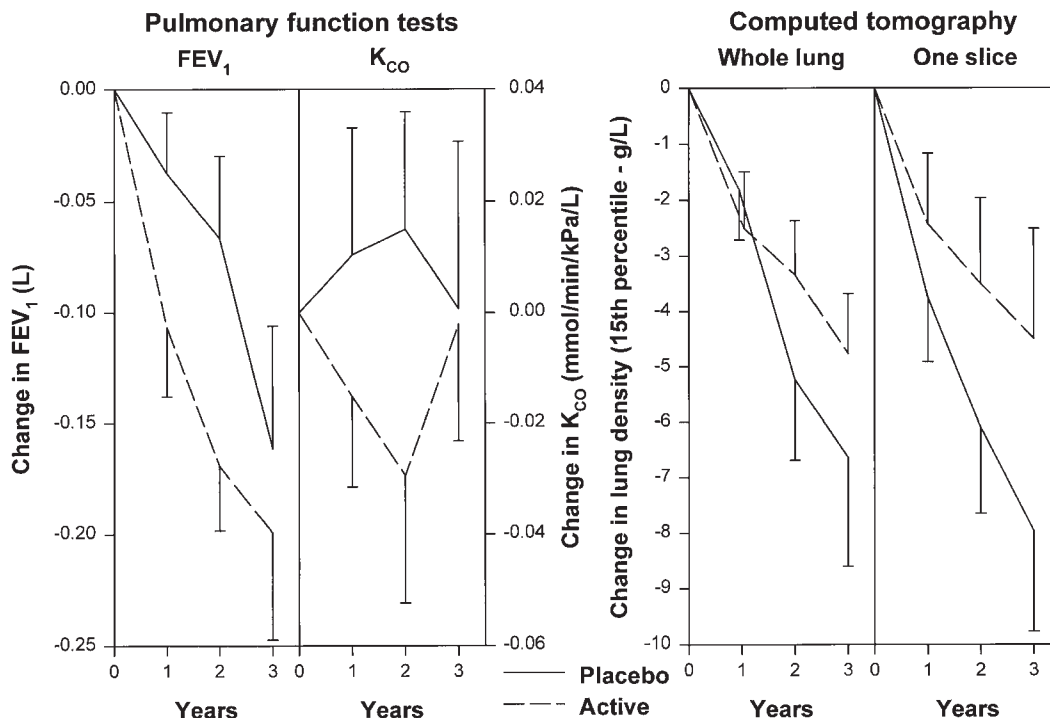 Pulmonary function tests
Computed tomography
FEV1
KCO
Whole lung
One slice
Change in FEV1 (L)
0.00
-0.05
-0.10
-0.15
-0.20
-0.25
0.04
0.02
0.00
-0.02
-0.04
-0.06
Change in KCO (mmol/min/kPa/L)
Change in lung density (15th percentile - g/L)
0
-1
-2
-3
-4
-5
-6
-7
-8
-9
-10
0 1 2 3
0 1 2 3
0 1 2 3
0 1 2 3
Years
Years
Placebo
Active
Years
Years